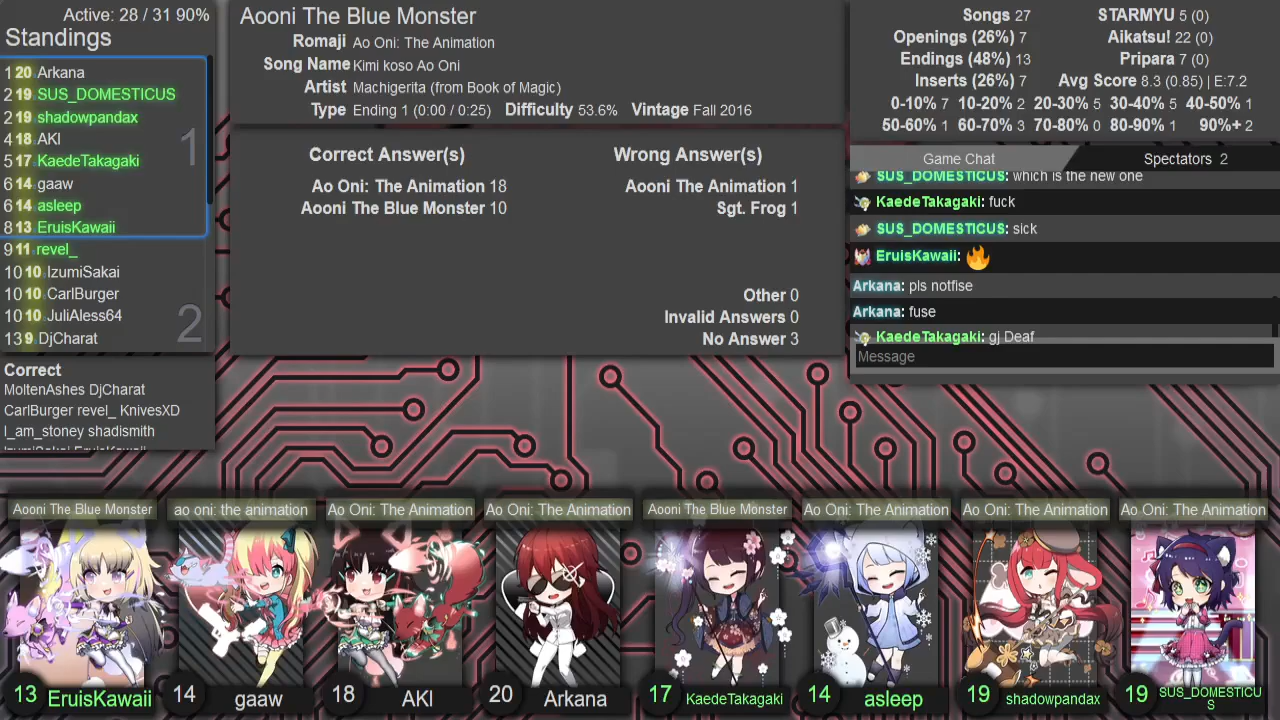 Active: 28 / 31 90%
Standings
1 20 Arkana
2 19 SUS_DOMESTICUS
2 19 shadowpandax
4 18 AKI
5 17 KaedeTakagaki
6 14 gaaw
6 14 asleep
8 13 EruisKawaii
1
9 11 revel_
10 10 IzumiSakai
10 10 CarlBurger
10 10 JuliAless64
13 9 DjCharat
2
Correct
MoltenAshes DjCharat
CarlBurger revel_ KnivesXD
I_am_stoney shadismith
IzumiSakai EruisKawaii
Aooni The Blue Monster
Romaji Ao Oni: The Animation
Song Name Kimi koso Ao Oni
Artist Machigerita (from Book of Magic)
Type Ending 1 (0:00 / 0:25) Difficulty 53.6% Vintage Fall 2016
Correct Answer(s)
Ao Oni: The Animation 18
Aooni The Blue Monster 10
Wrong Answer(s)
Aooni The Animation 1
Sgt. Frog 1
Other 0
Invalid Answers 0
No Answer 3
Songs 27
Openings (26%) 7
Endings (48%) 13
Inserts (26%) 7
STARMYU 5 (0)
Aikatsu! 22 (0)
Pripara 7 (0)
Avg Score 8.3 (0.85) | E:7.2
0-10% 7 10-20% 2 20-30% 5 30-40% 5 40-50% 1
50-60% 1 60-70% 3 70-80% 0 80-90% 1 90%+ 2
Game Chat
Spectators 2
SUS_DOMESTICUS: which is the new one
KaedeTakagaki: fuck
SUS_DOMESTICUS: sick
EruisKawaii:
Arkana: pls notfise
Arkana: fuse
KaedeTakagaki: gj Deaf
Message
Aooni The Blue Monster
ao oni: the animation
Ao Oni: The Animation
Ao Oni: The Animation
Aooni The Blue Monster
Ao Oni: The Animation
Ao Oni: The Animation
Ao Oni: The Animation
13 EruisKawaii
14 gaaw
18 AKI
20 Arkana
17 KaedeTakagaki
14 asleep
19 shadowpandax
19 SUS_DOMESTICU
S